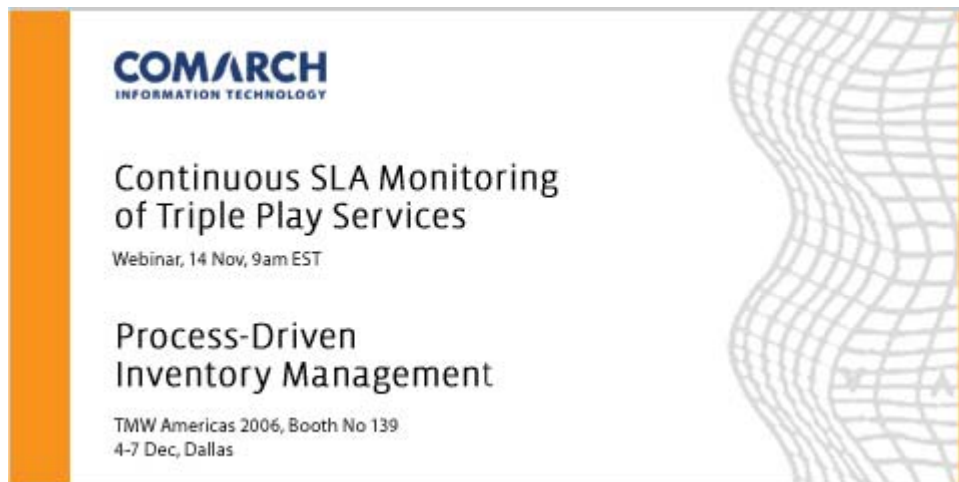 COMARCH
INFORMATION TECHNOLOGY
Continuous SLA Monitoring
of Triple Play Services
Webinar, 14 Nov, 9am EST
Process-Driven
Inventory Management
TMW Americas 2006, Booth No 139
4-7 Dec, Dallas